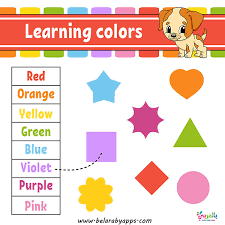 Learning colors
Red
Orange
Yellow
Green
Blue
Violet
Purple
Pink
www-belarabyapps-com